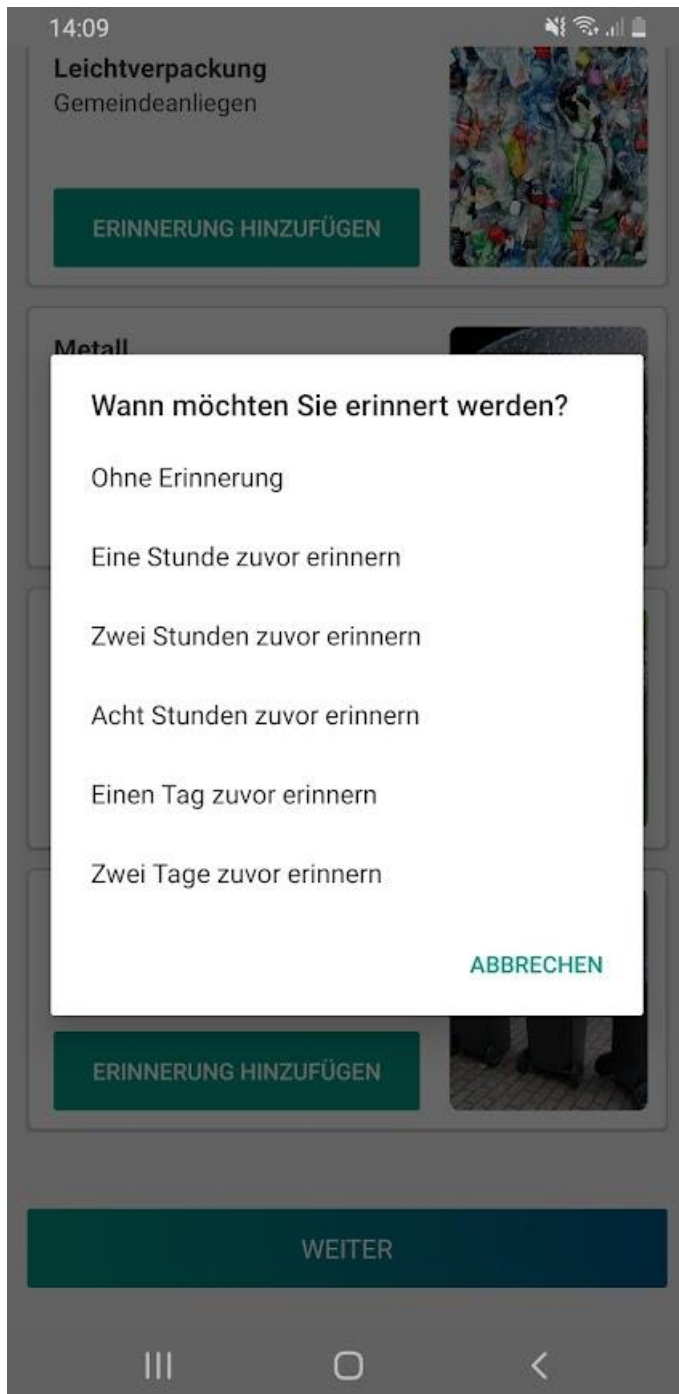 14:09
Leichtverpackung
Gemeindeanliegen
ERINNERUNG HINZUFÜGEN
Metall
Wann möchten Sie erinnert werden?
Ohne Erinnerung
Eine Stunde zuvor erinnern
Zwei Stunden zuvor erinnern
Acht Stunden zuvor erinnern
Einen Tag zuvor erinnern
Zwei Tage zuvor erinnern
ABBRECHEN
ERINNERUNG HINZUFÜGEN
WEITER